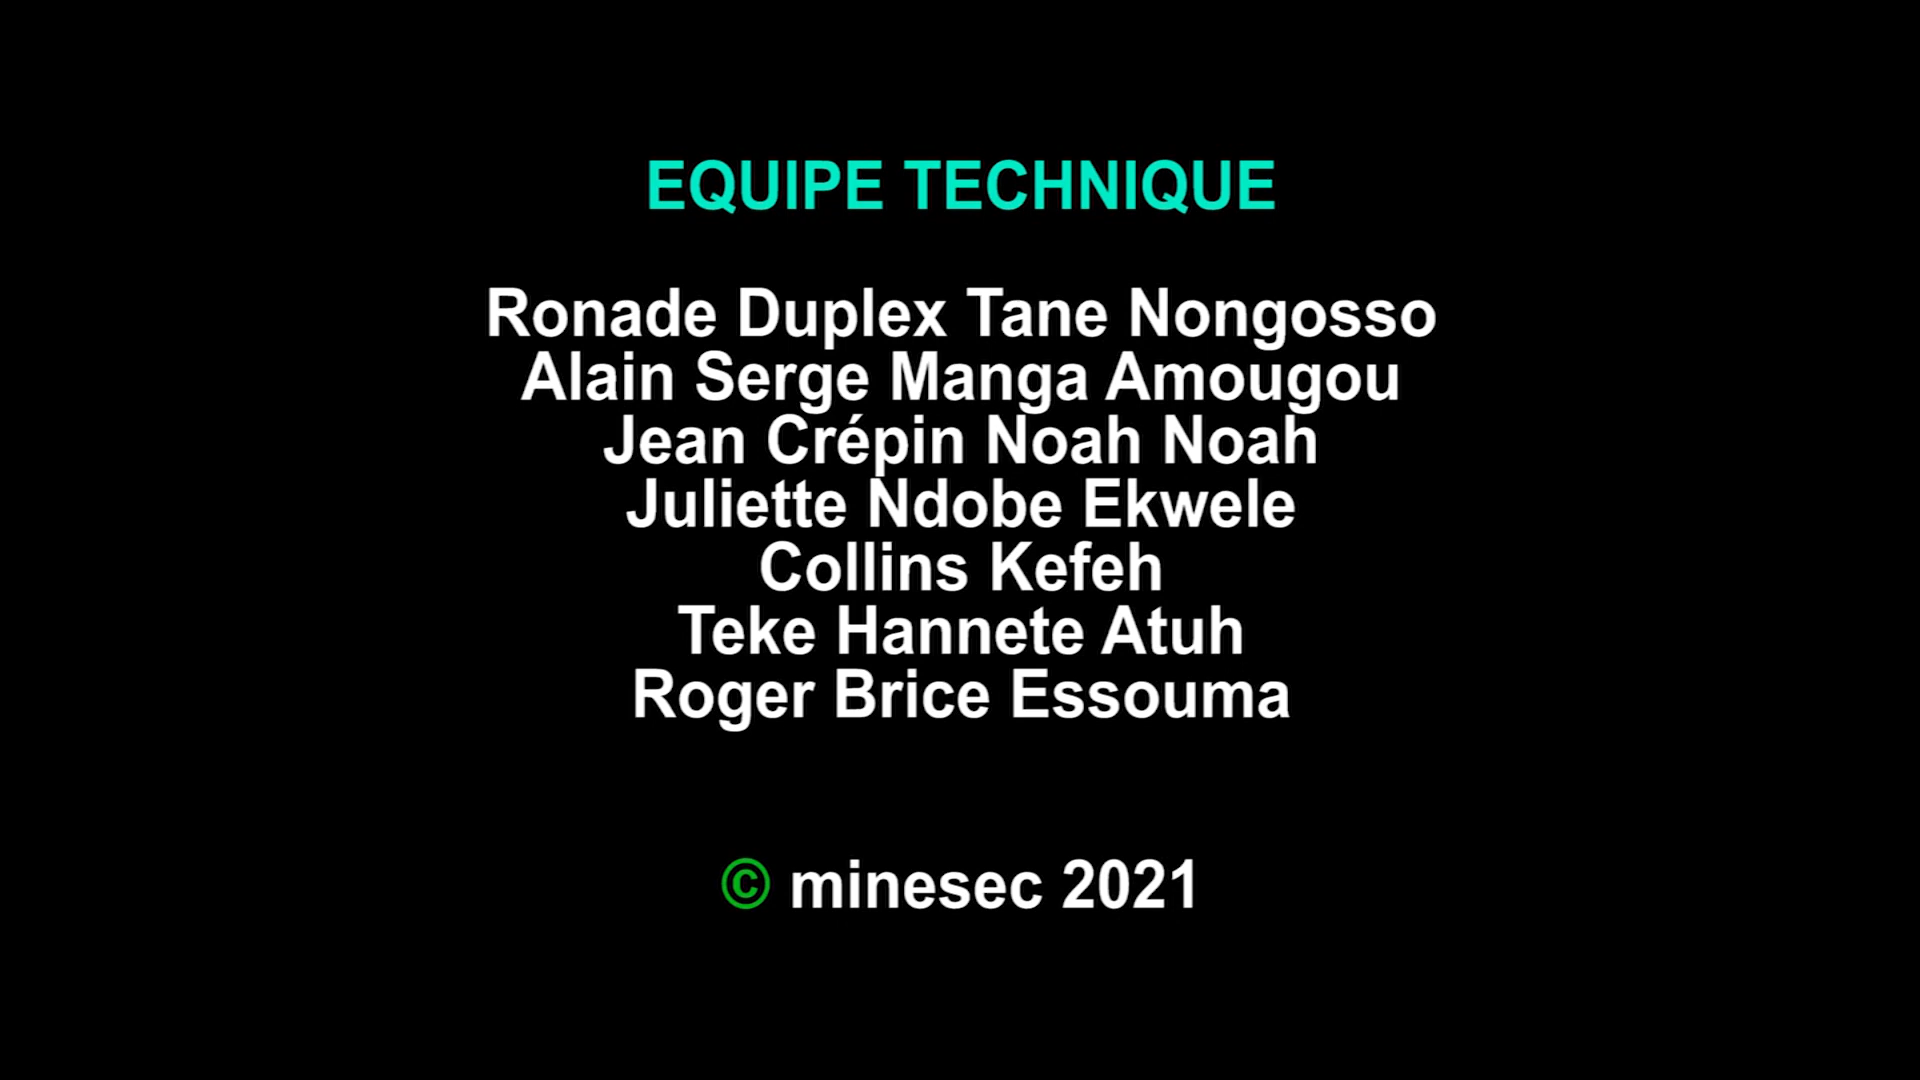 EQUIPE TECHNIQUE
Ronade Duplex Tane Nongosso
Alain Serge Manga Amougou
Jean Crépin Noah Noah
Juliette Ndobe Ekwele
Collins Kefeh
Teke Hannete Atuh
Roger Brice Essouma
© minesec 2021